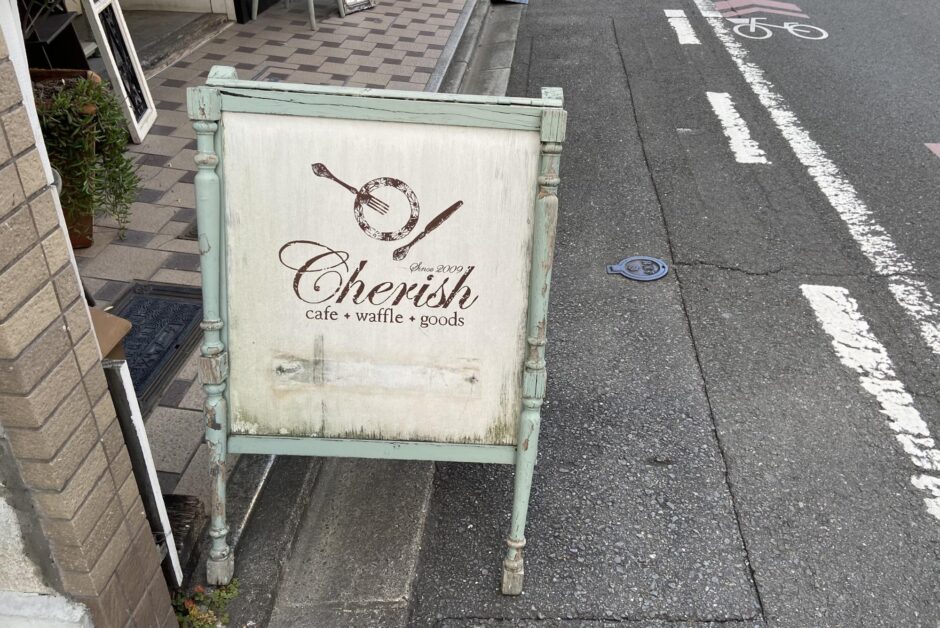 Since 2009
Cherish
cafe + waffle + goods